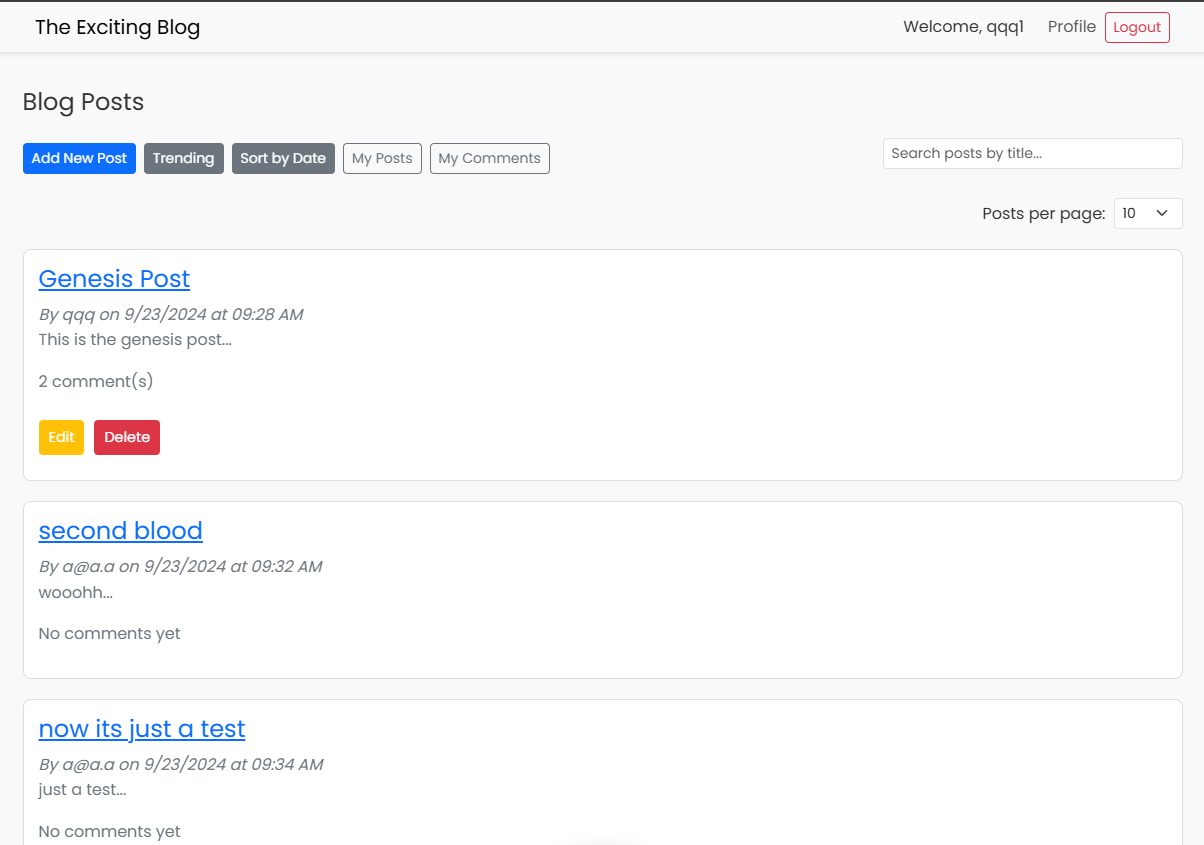 The Exciting Blog
Welcome, qqq1 Profile Logout
Blog Posts
Add New Post Trending Sort by Date My Posts My Comments Search posts by title...
Posts per page: 10
Genesis Post
By qqq on 9/23/2024 at 09:28 AM
This is the genesis post...
2 comment(s)
Edit Delete
second blood
By a@a.a on 9/23/2024 at 09:32 AM
wooohh...
No comments yet
now its just a test
By a@a.a on 9/23/2024 at 09:34 AM
just a test...
No comments yet